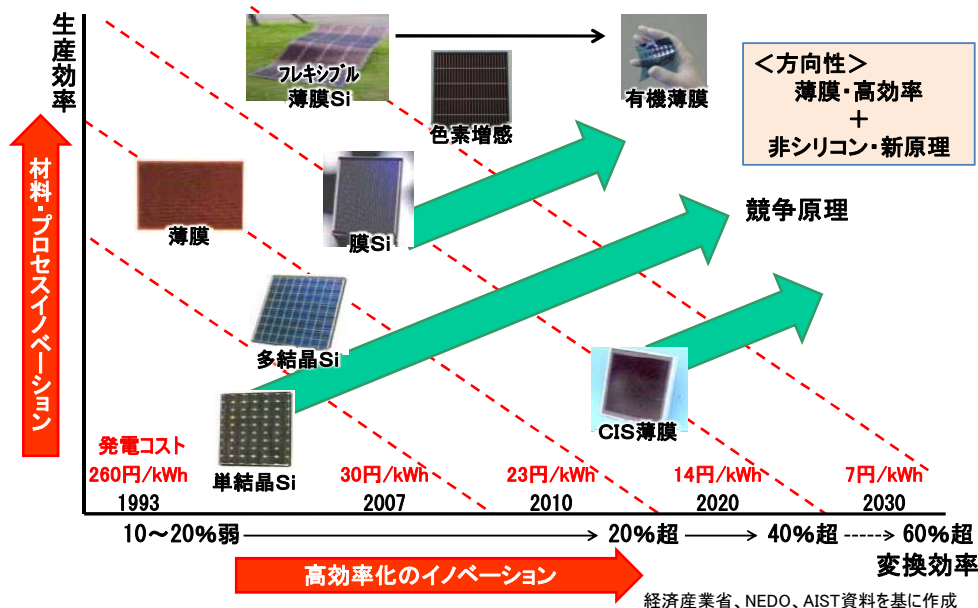 生産効率
材料・プロセスイノベーション
フレキシブル
薄膜Si
色素増感
有機薄膜
＜方向性＞
薄膜・高効率
＋
非シリコン・新原理
薄膜
膜Si
競争原理
多結晶Si
単結晶Si
CIS薄膜
発電コスト
260円/kWh
30円/kWh
23円/kWh
14円/kWh
7円/kWh
1993
2007
2010
2020
2030
10～20%弱
20%超
40%超
60%超
変換効率
高効率化のイノベーション
経済産業省、NEDO、AIST資料を基に作成